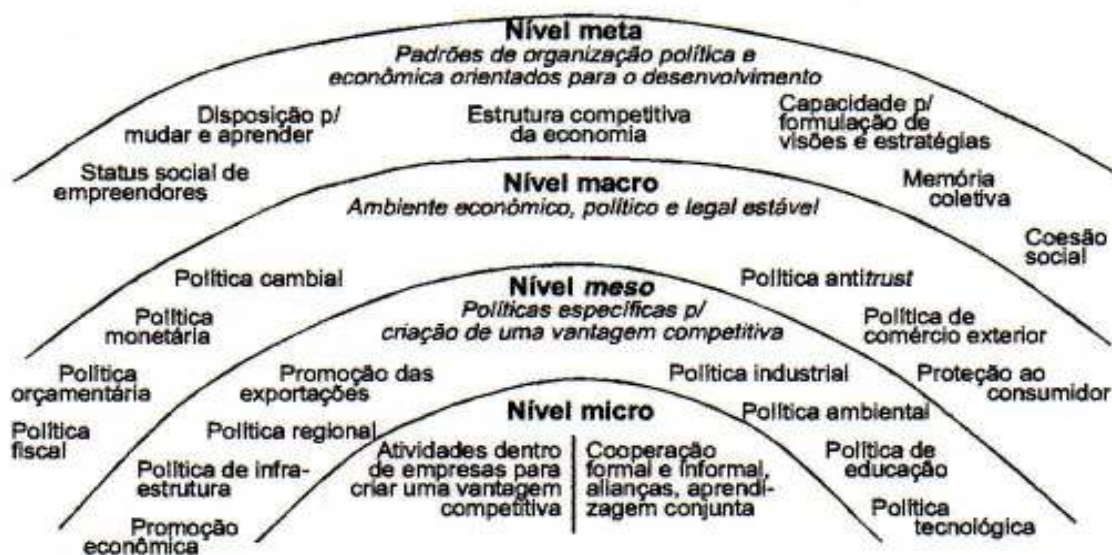 Nível meta
Padrões de organização política e
econômica orientados para o desenvolvimento
Disposição p/
mudar e aprender
Estrutura competitiva
da economia
Capacidade p/
formulação de
visões e estratégias
Status social de
empreendores
Memória
coletiva
Coesão
social
Nível macro
Ambiente econômico, político e legal estável
Política cambial
Política antitrust
Política
monetária
Política de
comércio exterior
Política
orçamentária
Proteção ao
consumidor
Política
fiscal
Nível meso
Políticas específicas p/
criação de uma vantagem competitiva
Promoção das
exportações
Política industrial
Política regional
Política ambiental
Política de infra-
estrutura
Política de
educação
Promoção
econômica
Política
tecnológica
Nível micro
Atividades dentro
de empresas para
criar uma vantagem
competitiva
Cooperação
formal e informal,
alianças, aprendi-
zagem conjunta